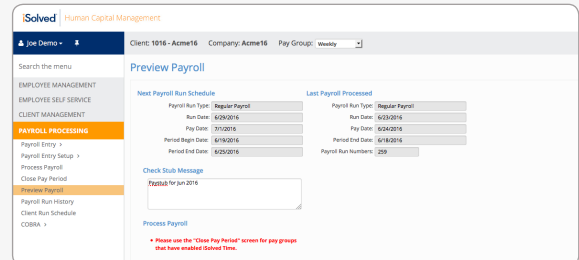 iSolved Human Capital Management
Joe Demo
Client: 1016 - Acme16 Company: Acme16 Pay Group: Weekly
Search the menu
EMPLOYEE MANAGEMENT
EMPLOYEE SELF SERVICE
CLIENT MANAGEMENT
PAYROLL PROCESSING
Payroll Entry >
Payroll Entry Setup >
Process Payroll
Close Pay Period
Preview Payroll
Payroll Run History
Client Run Schedule
COBRA >
Preview Payroll
Next Payroll Run Schedule
Payroll Run Type: Regular Payroll
Run Date: 6/29/2016
Pay Date: 7/1/2016
Period Begin Date: 6/19/2016
Period End Date: 6/25/2016
Last Payroll Processed
Payroll Run Type: Regular Payroll
Run Date: 6/23/2016
Pay Date: 6/24/2016
Period End Date: 6/18/2016
Payroll Run Numbers: 259
Check Stub Message
Paystub for Jun 2016
Process Payroll
• Please use the "Close Pay Period" screen for pay groups
that have enabled iSolved Time.